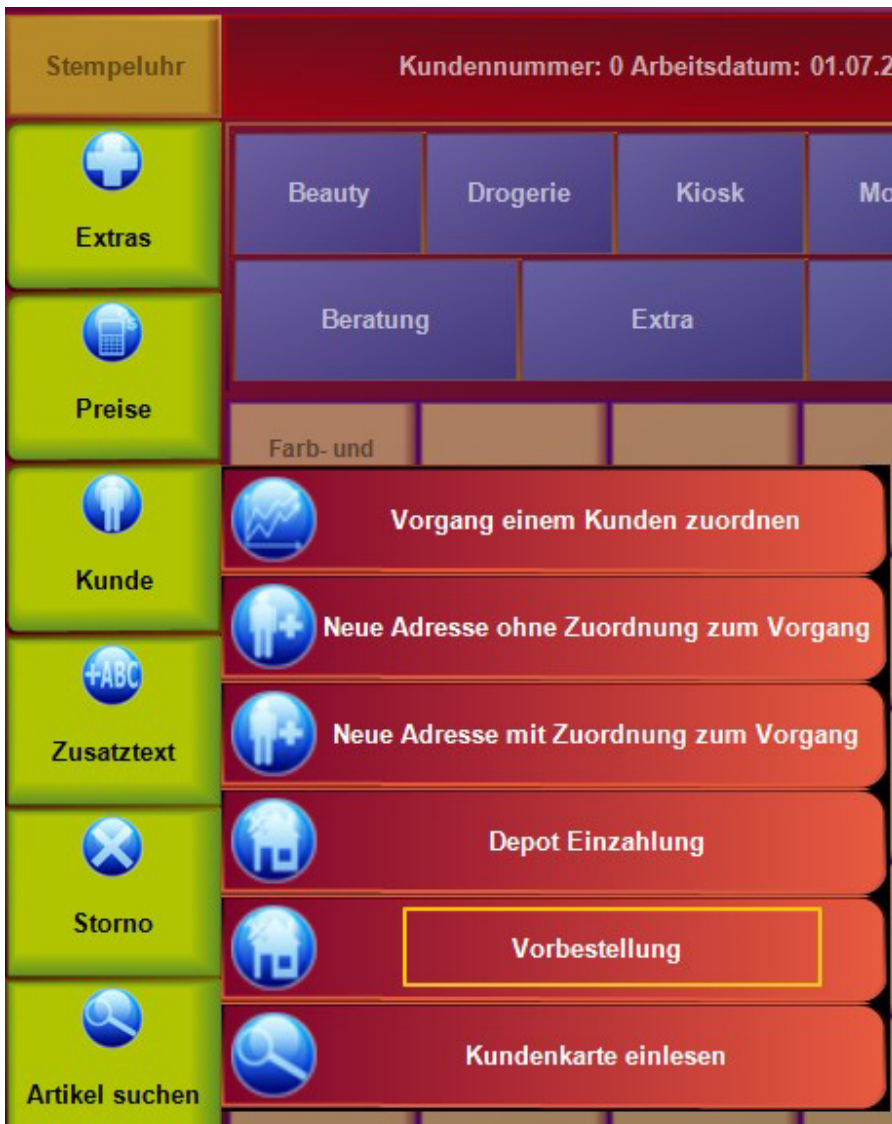 Stempeluhr
Kundennummer: 0 Arbeitsdatum: 01.07.2
Extras
Beauty
Drogerie
Kiosk
Mo
Beratung
Extra
Preise
Farb- und
Kunde
Vorgang einem Kunden zuordnen
Neue Adresse ohne Zuordnung zum Vorgang
+ABC
Zusatztext
Neue Adresse mit Zuordnung zum Vorgang
Depot Einzahlung
Storno
Vorbestellung
Artikel suchen
Kundenkarte einlesen